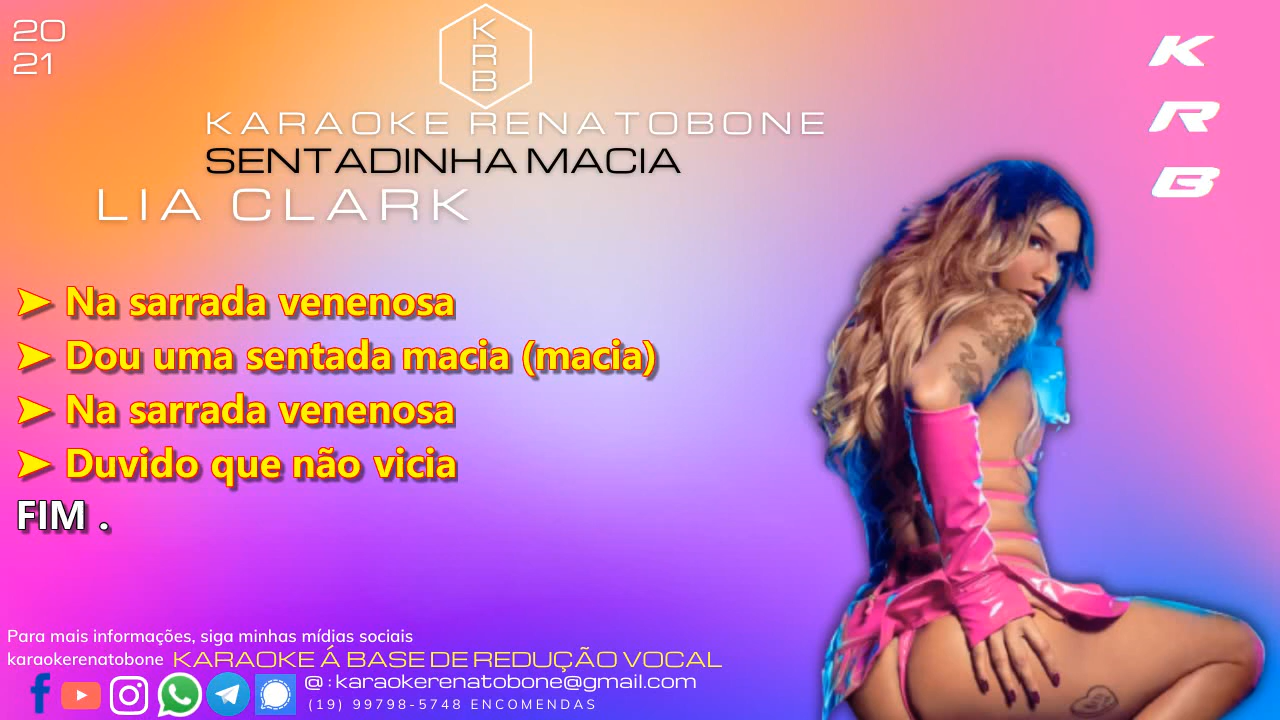 20
21
K
R
B
KARAOKE RENATOBONE
SENTADINHA MACIA
LIA CLARK
K
R
B
➤ Na sarrada venenosa
➤ Dou uma sentada macia (macia)
➤ Na sarrada venenosa
➤ Duvido que não vicia
FIM .
Para mais informações, siga minhas mídias sociais
karaokerenatobone KARAOKE Á BASE DE REDUÇÃO VOCAL
@:karaokerenatobone@gmail.com
(19) 99798-5748 ENCOMENDAS